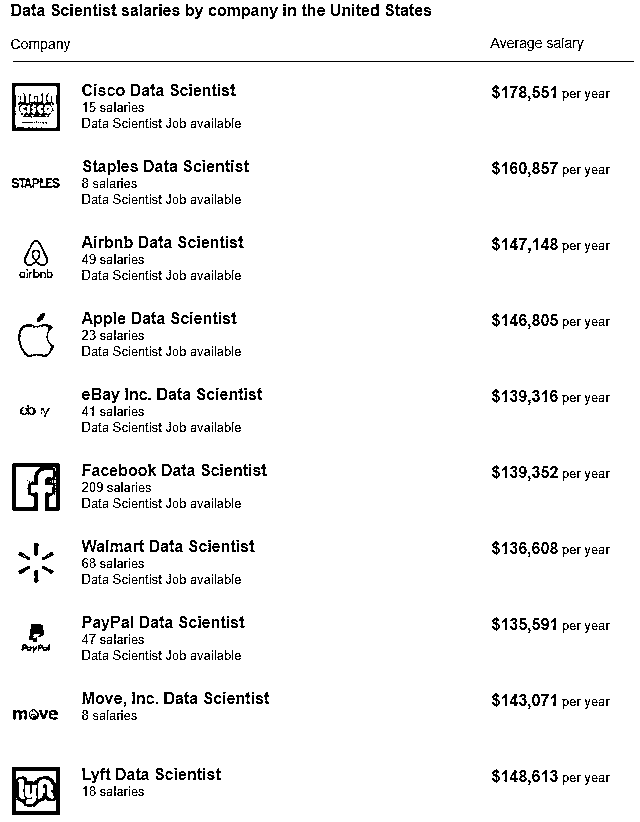 Data Scientist salaries by company in the United States
Company Average salary
CISCO
Cisco Data Scientist $178,551 per year
15 salaries
Data Scientist Job available
STAPLES
Staples Data Scientist $160,857 per year
8 salaries
Data Scientist Job available
airbnb
Airbnb Data Scientist $147,148 per year
49 salaries
Data Scientist Job available
Apple Data Scientist $146,805 per year
23 salaries
Data Scientist Job available
eBay Inc. Data Scientist $139,316 per year
41 salaries
Data Scientist Job available
f
Facebook Data Scientist $139,352 per year
209 salaries
Data Scientist Job available
Walmart Data Scientist $136,608 per year
68 salaries
Data Scientist Job available
PayPal
PayPal Data Scientist $135,591 per year
47 salaries
Data Scientist Job available
move
Move, Inc. Data Scientist $143,071 per year
8 salaries
lyft
Lyft Data Scientist $148,613 per year
18 salaries